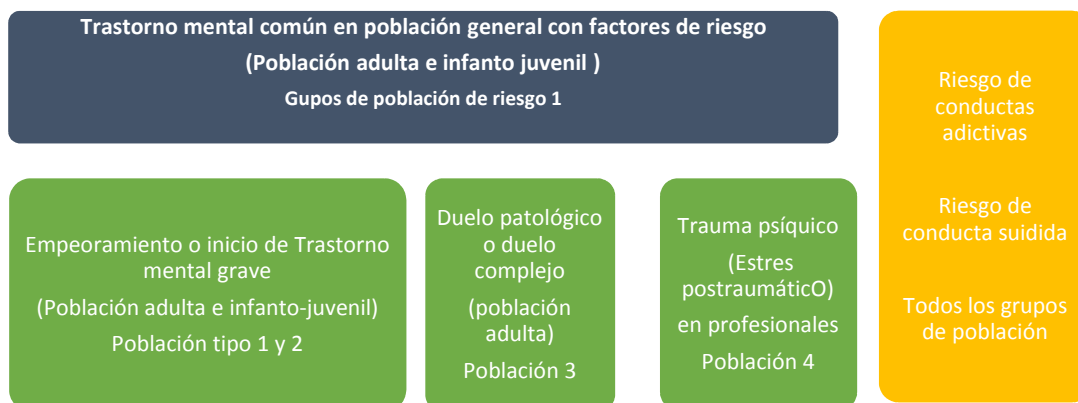 Trastorno mental común en población general con factores de riesgo
(Población adulta e infanto juvenil )
Gupos de población de riesgo 1
Empeoramiento o inicio de Trastorno
mental grave
(Población adulta e infanto-juvenil)
Población tipo 1 y 2
Duelo patológico
o duelo
complejo
(población
adulta)
Población 3
Trauma psíquico
(Estres
postraumáticO)
en profesionales
Población 4
Riesgo de
conductas
adictivas
Riesgo de
conducta suidida
Todos los grupos
de población